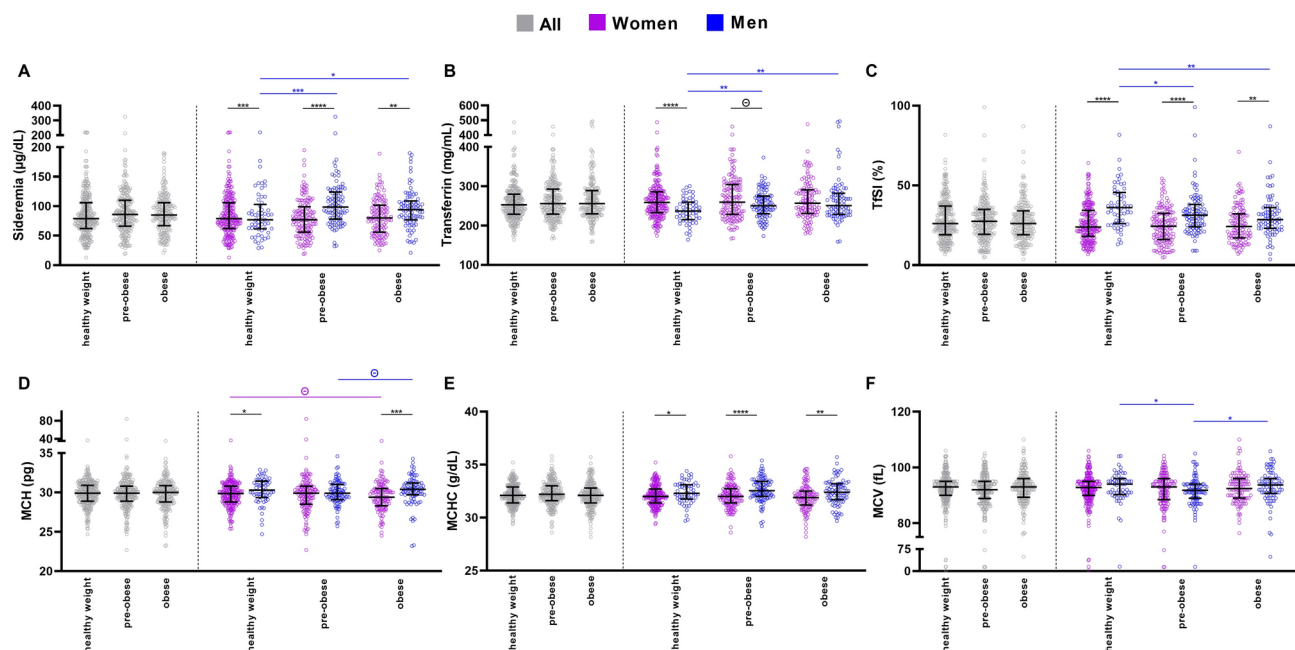 All Women Men
A
Sideremia (µg/dL)
400
300
200
200
150
100
50
0
*
***
***
****
**
healthy weight
pre-obese
obese
healthy weight
pre-obese
obese
B
Transferrin (mg/mL)
600
500
400
300
200
100
**
**
****
Θ
healthy weight
pre-obese
obese
healthy weight
pre-obese
obese
C
TfSI (%)
100
50
0
**
*
****
****
**
healthy weight
pre-obese
obese
healthy weight
pre-obese
obese
D
MCH (pg)
80
40
35
30
25
20
Θ
Θ
*
***
healthy weight
pre-obese
obese
healthy weight
pre-obese
obese
E
MCHC (g/dL)
40
35
30
25
*
****
**
healthy weight
pre-obese
obese
healthy weight
pre-obese
obese
F
MCV (fL)
120
100
80
75
0
*
*
healthy weight
pre-obese
obese
healthy weight
pre-obese
obese